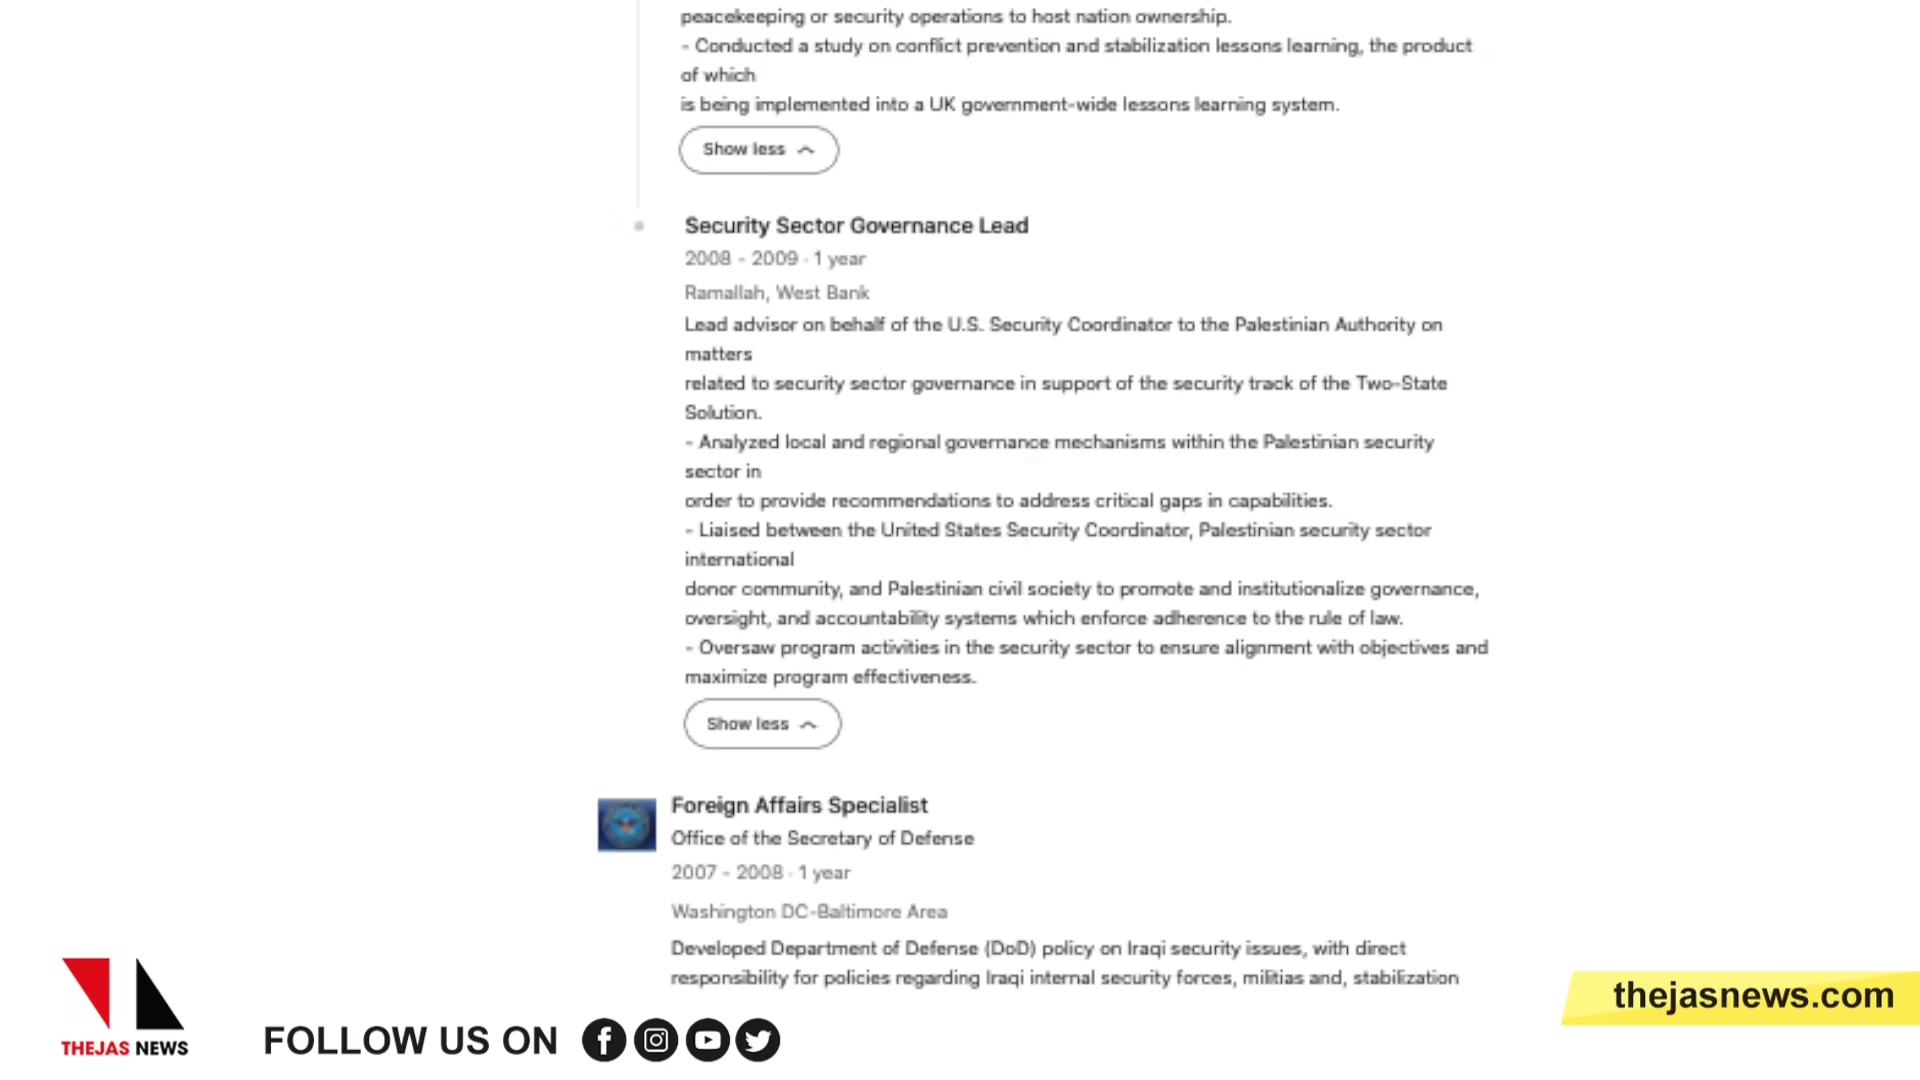 peacekeeping or security operations to host nation ownership.
- Conducted a study on conflict prevention and stabilization lessons learning, the product
of which
is being implemented into a UK government-wide lessons learning system.
Show less
Security Sector Governance Lead
2008 - 2009 · 1 year
Ramallah, West Bank
Lead advisor on behalf of the U.S. Security Coordinator to the Palestinian Authority on
matters
related to security sector governance in support of the security track of the Two-State
Solution.
- Analyzed local and regional governance mechanisms within the Palestinian security
sector in
order to provide recommendations to address critical gaps in capabilities.
- Liaised between the United States Security Coordinator, Palestinian security sector
international
donor community, and Palestinian civil society to promote and institutionalize governance,
oversight, and accountability systems which enforce adherence to the rule of law.
- Oversaw program activities in the security sector to ensure alignment with objectives and
maximize program effectiveness.
Show less
Foreign Affairs Specialist
Office of the Secretary of Defense
2007 - 2008 · 1 year
Washington DC-Baltimore Area
Developed Department of Defense (DoD) policy on Iraqi security issues, with direct
responsibility for policies regarding Iraqi internal security forces, militias and, stabilization
THEJAS NEWS
FOLLOW US ON
thejasnews.com